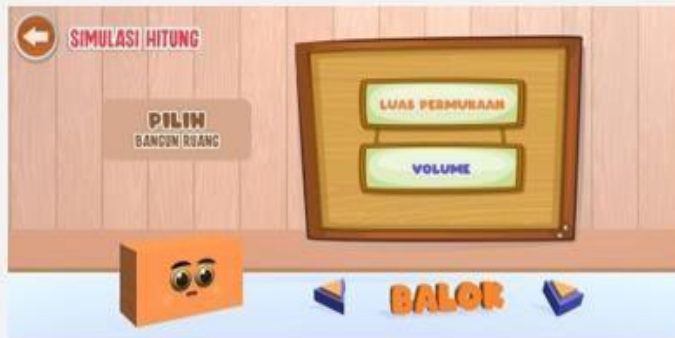 SIMULASI HITUNG
PILIH
BANGUN RUANG
LUAS PERMUKAAN
VOLUME
BALOK